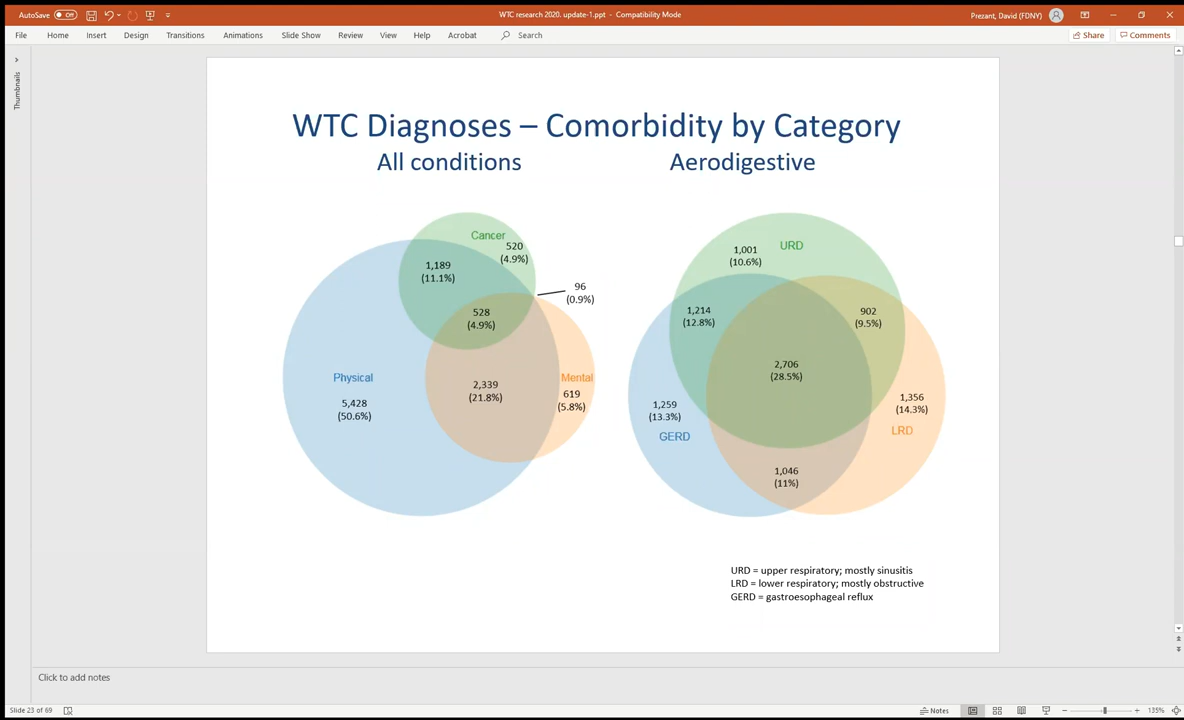 AutoSave Off
WTC research 2020. update-1.ppt - Compatibility Mode
Prezant, David (FDNY)
File Home Insert Design Transitions Animations Slide Show Review View Help Acrobat Search
Share Comments
Thumbnails
WTC Diagnoses – Comorbidity by Category
All conditions
Aerodigestive
Cancer
520
(4.9%)
1,189
(11.1%)
96
(0.9%)
528
(4.9%)
Physical
5,428
(50.6%)
2,339
(21.8%)
Mental
619
(5.8%)
1,001
(10.6%)
URD
1,214
(12.8%)
902
(9.5%)
2,706
(28.5%)
1,259
(13.3%)
GERD
1,356
(14.3%)
LRD
1,046
(11%)
URD = upper respiratory; mostly sinusitis
LRD = lower respiratory; mostly obstructive
GERD = gastroesophageal reflux
Click to add notes
Slide 23 of 69
Notes
135%